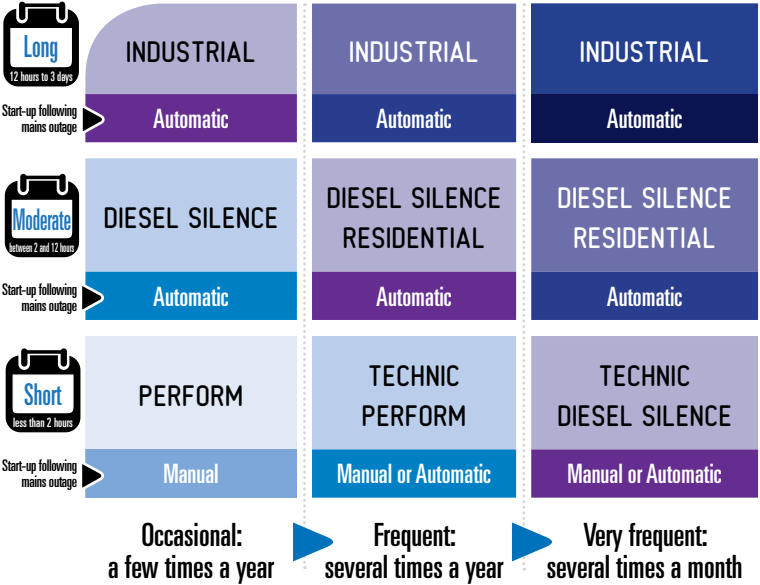 Long
12 hours to 3 days
INDUSTRIAL
INDUSTRIAL
INDUSTRIAL
Start-up following
mains outage
Automatic
Automatic
Automatic
Moderate
between 2 and 12 hours
DIESEL SILENCE
DIESEL SILENCE
RESIDENTIAL
DIESEL SILENCE
RESIDENTIAL
Start-up following
mains outage
Automatic
Automatic
Automatic
Short
less than 2 hours
PERFORM
TECHNIC
PERFORM
TECHNIC
DIESEL SILENCE
Start-up following
mains outage
Manual
Manual or Automatic
Manual or Automatic
Occasional:
a few times a year
Frequent:
several times a year
Very frequent:
several times a month